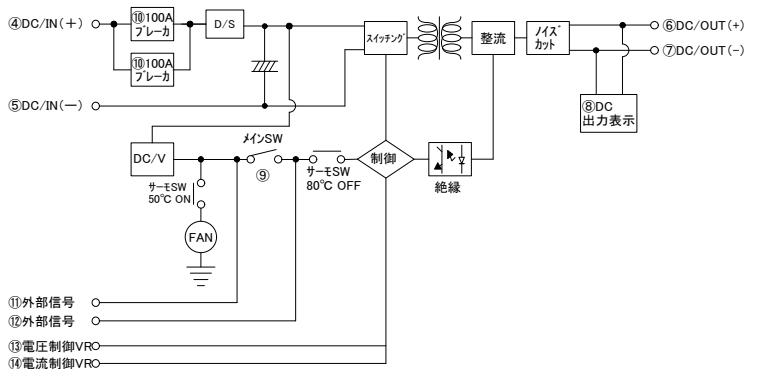 ④DC/IN(+)
⑩100A
ブレーカ
⑩100A
ブレーカ
D/S
スイッチング
整流
ノイズ
カット
⑥DC/OUT(+)
⑦DC/OUT(-)
⑧DC
出力表示
⑤DC/IN(-)
DC/V
メインSW
⑨
サーモSW
80℃ OFF
制御
絶縁
サーモSW
50℃ ON
FAN
⑪外部信号
⑫外部信号
⑬電圧制御VR
⑭電流制御VR